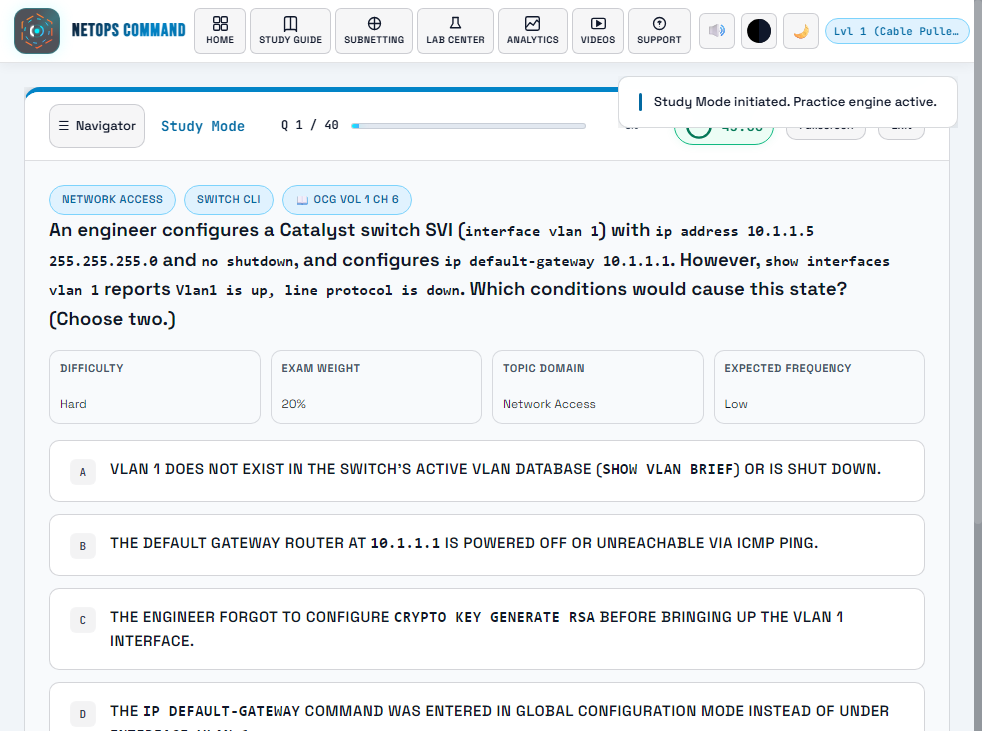 NETOPS COMMAND
HOME
STUDY GUIDE
SUBNETTING
LAB CENTER
ANALYTICS
VIDEOS
SUPPORT
Lvl 1 (Cable Pulle…
Study Mode initiated. Practice engine active.
☰ Navigator
Study Mode
Q 1 / 40
NETWORK ACCESS
SWITCH CLI
📖 OCG VOL 1 CH 6
An engineer configures a Catalyst switch SVI (interface vlan 1) with ip address 10.1.1.5
255.255.255.0 and no shutdown, and configures ip default-gateway 10.1.1.1. However, show interfaces
vlan 1 reports Vlan1 is up, line protocol is down. Which conditions would cause this state?
(Choose two.)
DIFFICULTY
Hard
EXAM WEIGHT
20%
TOPIC DOMAIN
Network Access
EXPECTED FREQUENCY
Low
A
VLAN 1 DOES NOT EXIST IN THE SWITCH'S ACTIVE VLAN DATABASE (SHOW VLAN BRIEF) OR IS SHUT DOWN.
B
THE DEFAULT GATEWAY ROUTER AT 10.1.1.1 IS POWERED OFF OR UNREACHABLE VIA ICMP PING.
C
THE ENGINEER FORGOT TO CONFIGURE CRYPTO KEY GENERATE RSA BEFORE BRINGING UP THE VLAN 1
INTERFACE.
D
THE IP DEFAULT-GATEWAY COMMAND WAS ENTERED IN GLOBAL CONFIGURATION MODE INSTEAD OF UNDER